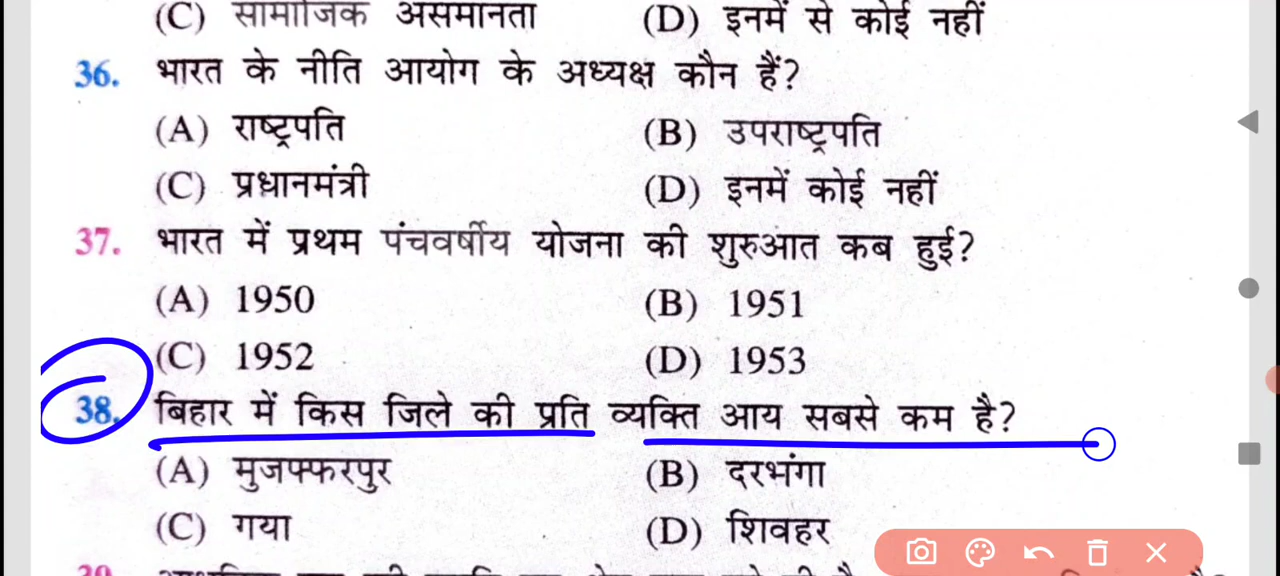 (C) सामाजिक असमानता (D) इनमें से कोई नहीं
36. भारत के नीति आयोग के अध्यक्ष कौन हैं?
(A) राष्ट्रपति (B) उपराष्ट्रपति
(C) प्रधानमंत्री (D) इनमें कोई नहीं
37. भारत में प्रथम पंचवर्षीय योजना की शुरुआत कब हुई?
(A) 1950 (B) 1951
(C) 1952 (D) 1953
38. बिहार में किस जिले की प्रति व्यक्ति आय सबसे कम है?
(A) मुजफ्फरपुर (B) दरभंगा
(C) गया (D) शिवहर